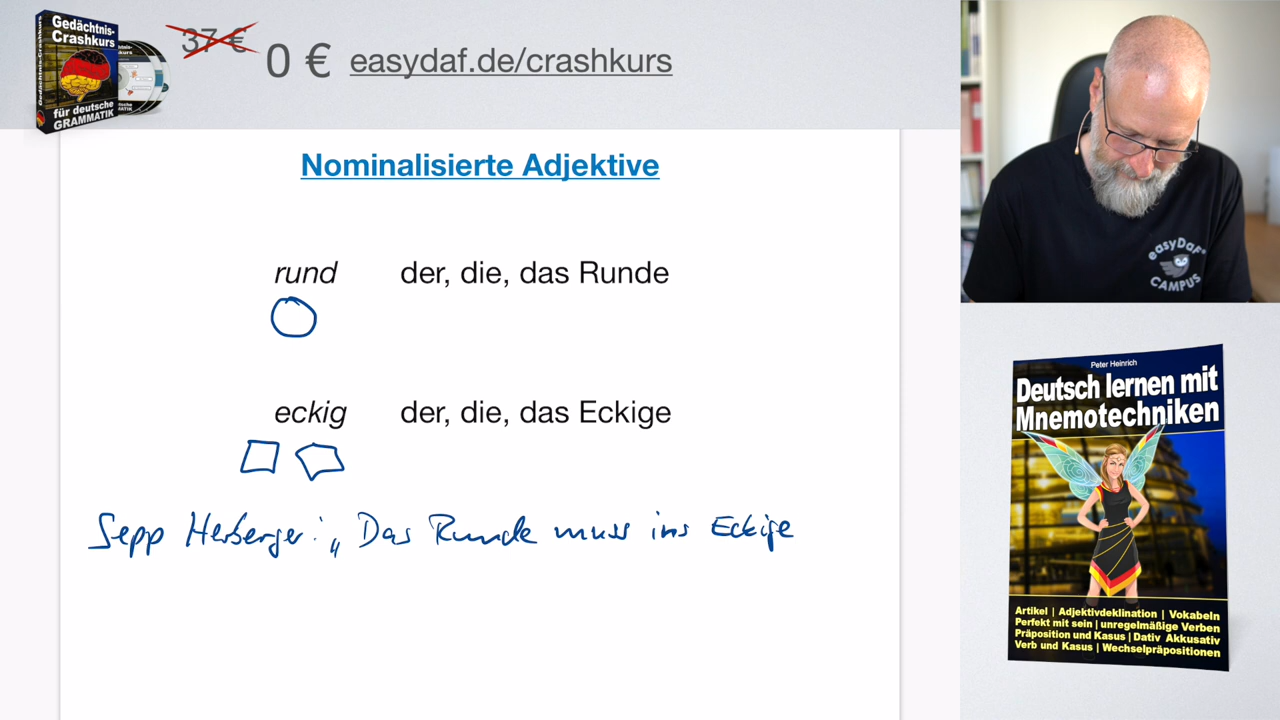 Gedächtnis-
Crashkurs
für deutsche
GRAMMATIK
37 €
0 € easydaf.de/crashkurs
Nominalisierte Adjektive
rund der, die, das Runde
eckig der, die, das Eckige
Sepp Herberger: „Das Runde muss ins Eckige
easyDaF®
CAMPUS
Peter Heinrich
Deutsch lernen mit
Mnemotechniken
Artikel | Adjektivdeklination | Vokabeln
Perfekt mit sein | unregelmäßige Verben
Präposition und Kasus | Dativ Akkusativ
Verb und Kasus | Wechselpräpositionen